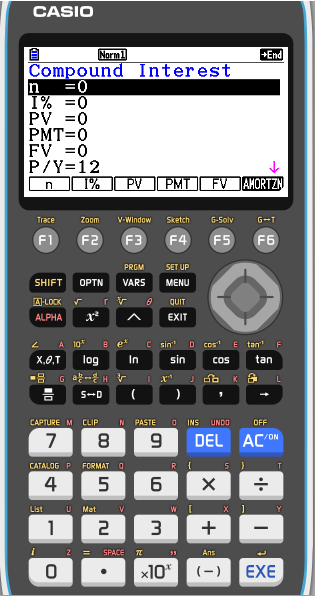 CASIO
Norm1 →End
Compound Interest
n =0
I% =0
PV =0
PMT=0
FV =0
P/Y=12 ↓
n I% PV PMT FV AMORTZN
Trace Zoom V-Window Sketch G-Solv G↔T
F1 F2 F3 F4 F5 F6
PRGM SET UP
SHIFT OPTN VARS MENU
A-LOCK √ r ∛ θ QUIT
ALPHA x² ^ EXIT
∠ A 10ˣ B eˣ C sin⁻¹ D cos⁻¹ E tan⁻¹ F
X,θ,T log ln sin cos tan
G a b/c↔d/c H ∛ I x⁻¹ J K L
S↔D ( ) , →
CAPTURE M CLIP N PASTE O INS UNDO OFF
7 8 9 DEL AC/ON
CATALOG P FORMAT Q R { S } T
4 5 6 × ÷
List U Mat V W [ X ] Y
1 2 3 + −
i Z = SPACE π ,, Ans ↵
0 • ×10ˣ (−) EXE